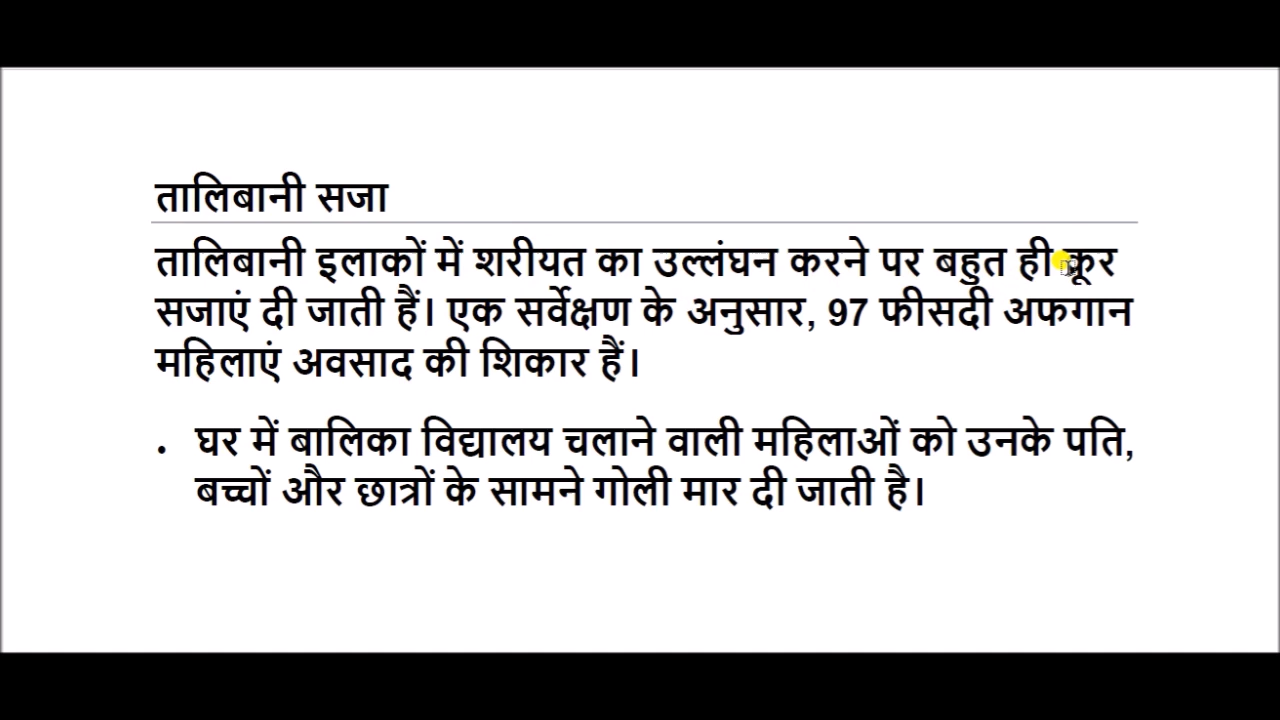 तालिबानी सजा
तालिबानी इलाकों में शरीयत का उल्लंघन करने पर बहुत ही क्रूर
सजाएं दी जाती हैं। एक सर्वेक्षण के अनुसार, 97 फीसदी अफगान
महिलाएं अवसाद की शिकार हैं।
• घर में बालिका विद्यालय चलाने वाली महिलाओं को उनके पति,
बच्चों और छात्रों के सामने गोली मार दी जाती है।